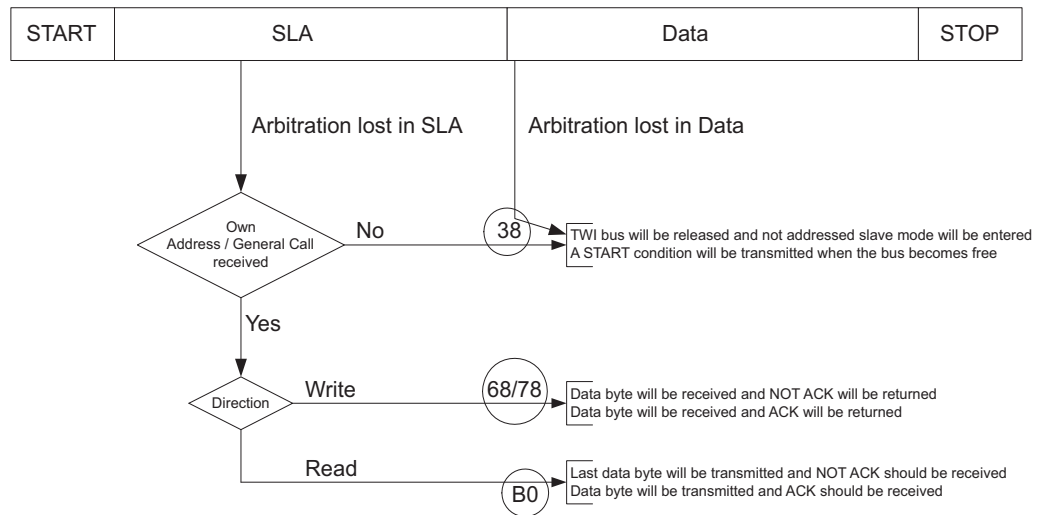 START SLA Data STOP
Arbitration lost in SLA Arbitration lost in Data
Own
Address / General Call
received
No
38
TWI bus will be released and not addressed slave mode will be entered
A START condition will be transmitted when the bus becomes free
Yes
Direction
Write
68/78
Data byte will be received and NOT ACK will be returned
Data byte will be received and ACK will be returned
Read
B0
Last data byte will be transmitted and NOT ACK should be received
Data byte will be transmitted and ACK should be received